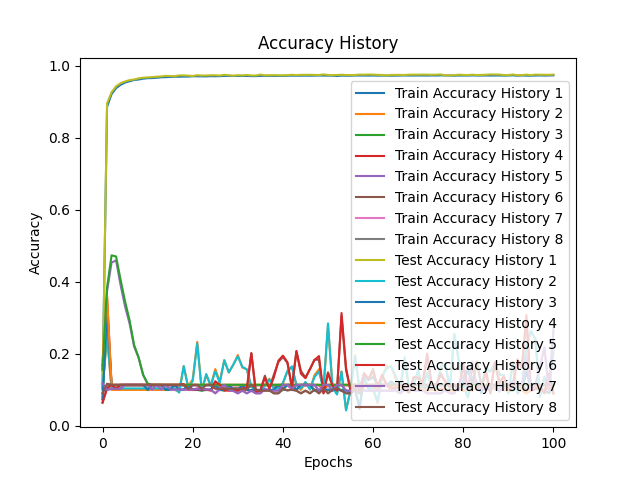 Accuracy History
1.0
0.8
0.6
0.4
0.2
0.0
Accuracy
0
20
40
60
80
100
Epochs
Train Accuracy History 1
Train Accuracy History 2
Train Accuracy History 3
Train Accuracy History 4
Train Accuracy History 5
Train Accuracy History 6
Train Accuracy History 7
Train Accuracy History 8
Test Accuracy History 1
Test Accuracy History 2
Test Accuracy History 3
Test Accuracy History 4
Test Accuracy History 5
Test Accuracy History 6
Test Accuracy History 7
Test Accuracy History 8